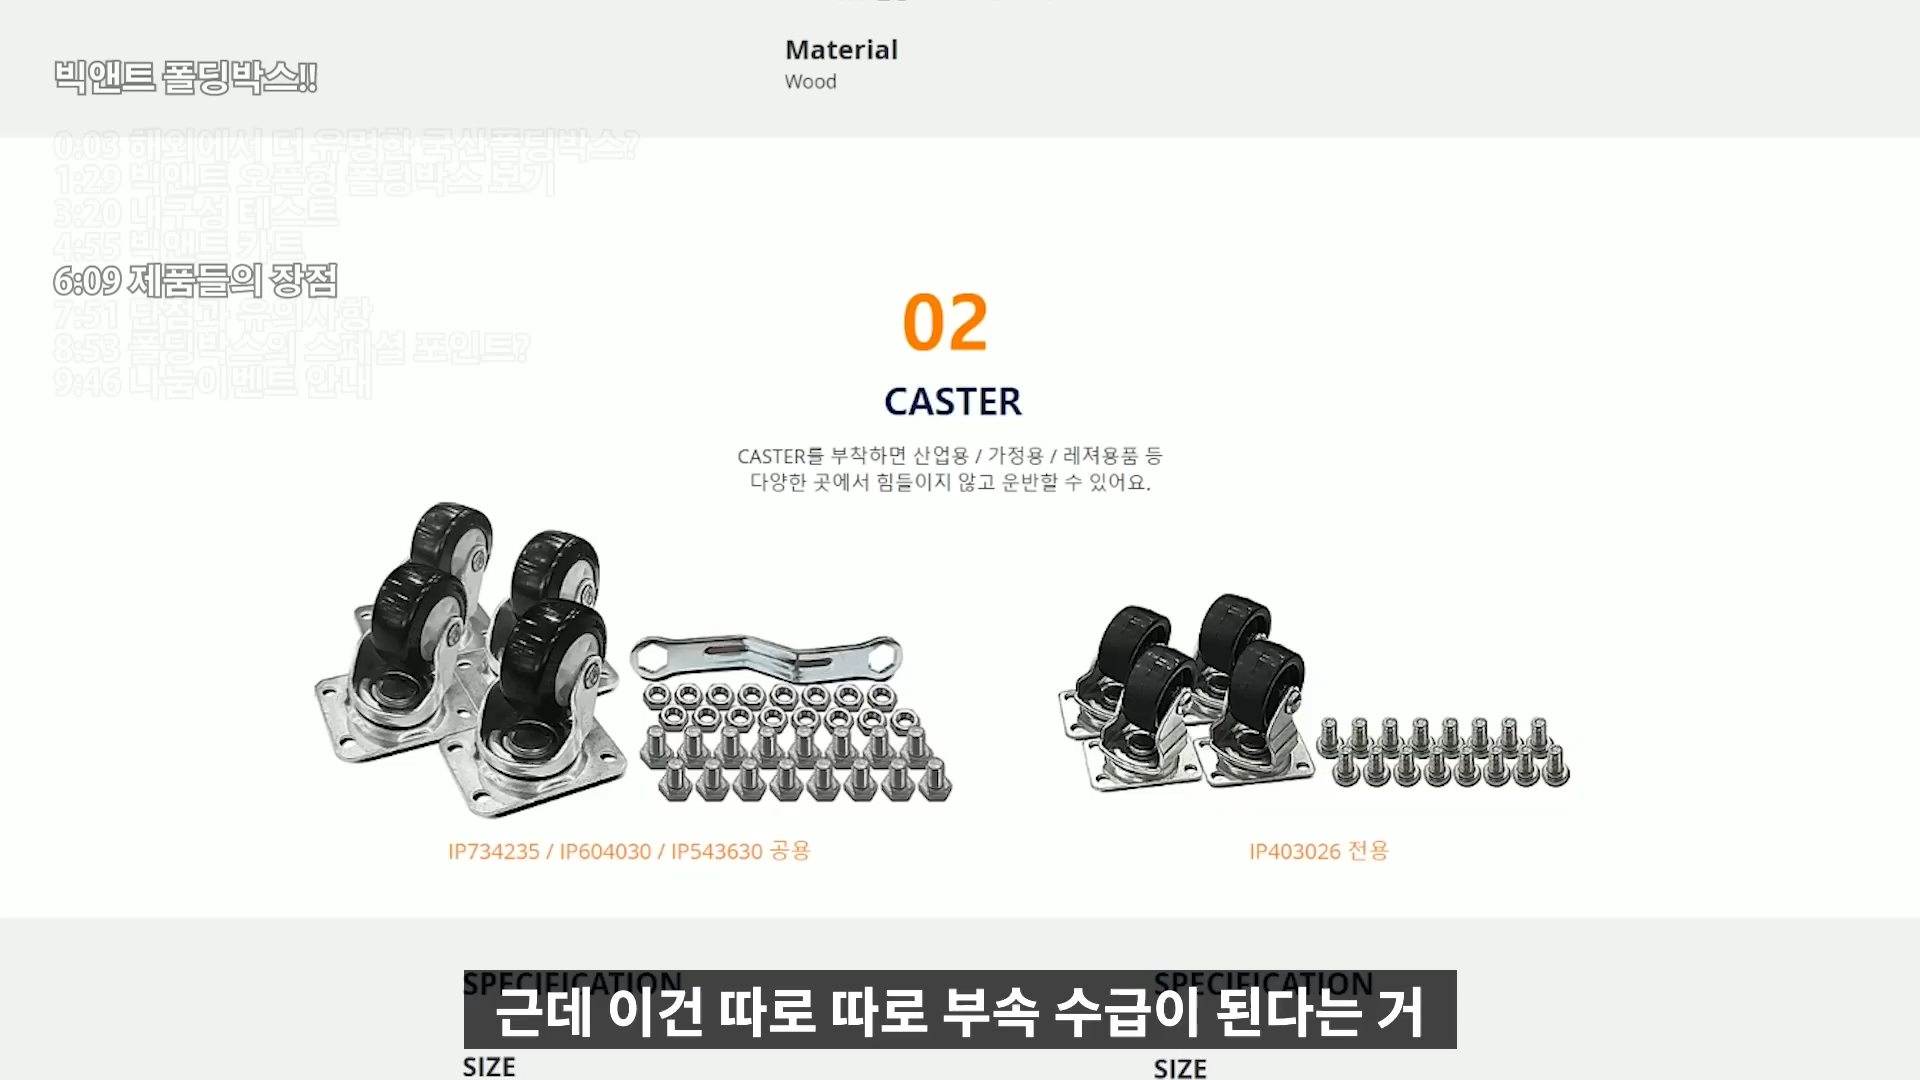 Material
Wood
빅앤트 폴딩박스!!
0:03 해외에서 더 유명한 국산폴딩박스?
1:29 빅앤트 오픈형 폴딩박스 보기
3:20 내구성 테스트
4:55 빅앤트 카트
6:09 제품들의 장점
7:51 단점과 유의사항
8:53 폴딩박스의 스페셜 포인트?
9:46 나눔이벤트 안내
02
CASTER
CASTER를 부착하면 산업용 / 가정용 / 레져용품 등
다양한 곳에서 힘들이지 않고 운반할 수 있어요.
IP734235 / IP604030 / IP543630 공용
IP403026 전용
SPECIFICATION
SPECIFICATION
근데 이건 따로 따로 부속 수급이 된다는 거
SIZE
SIZE